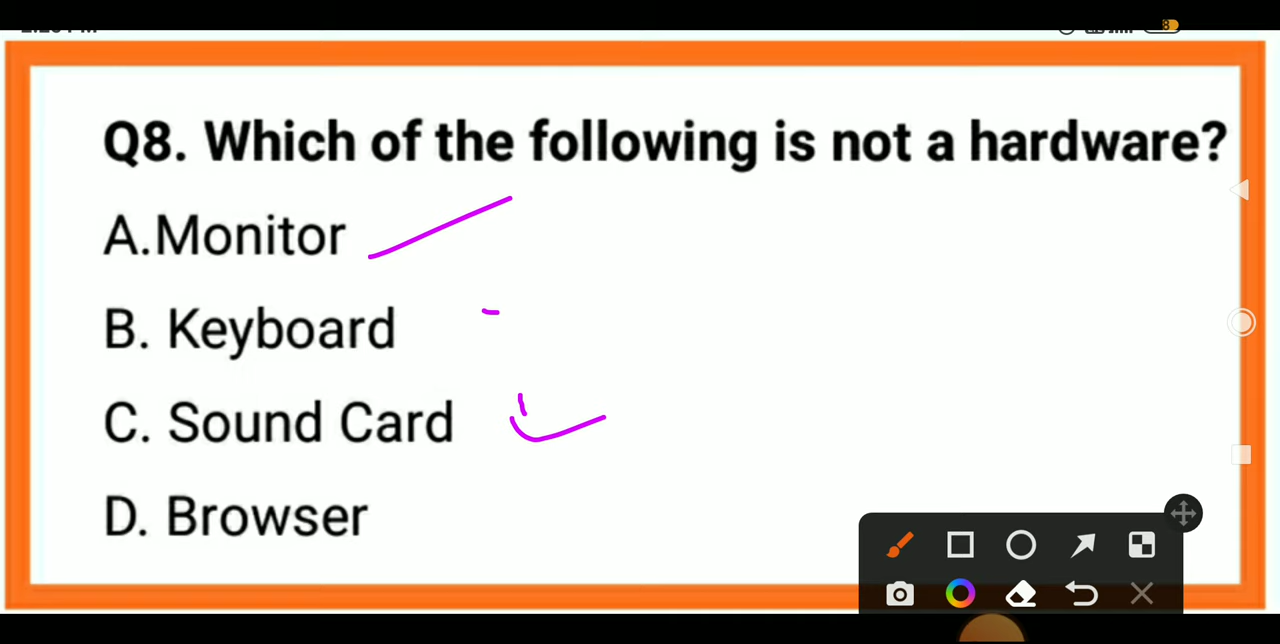 Q8. Which of the following is not a hardware?
A.Monitor
B. Keyboard
C. Sound Card
D. Browser